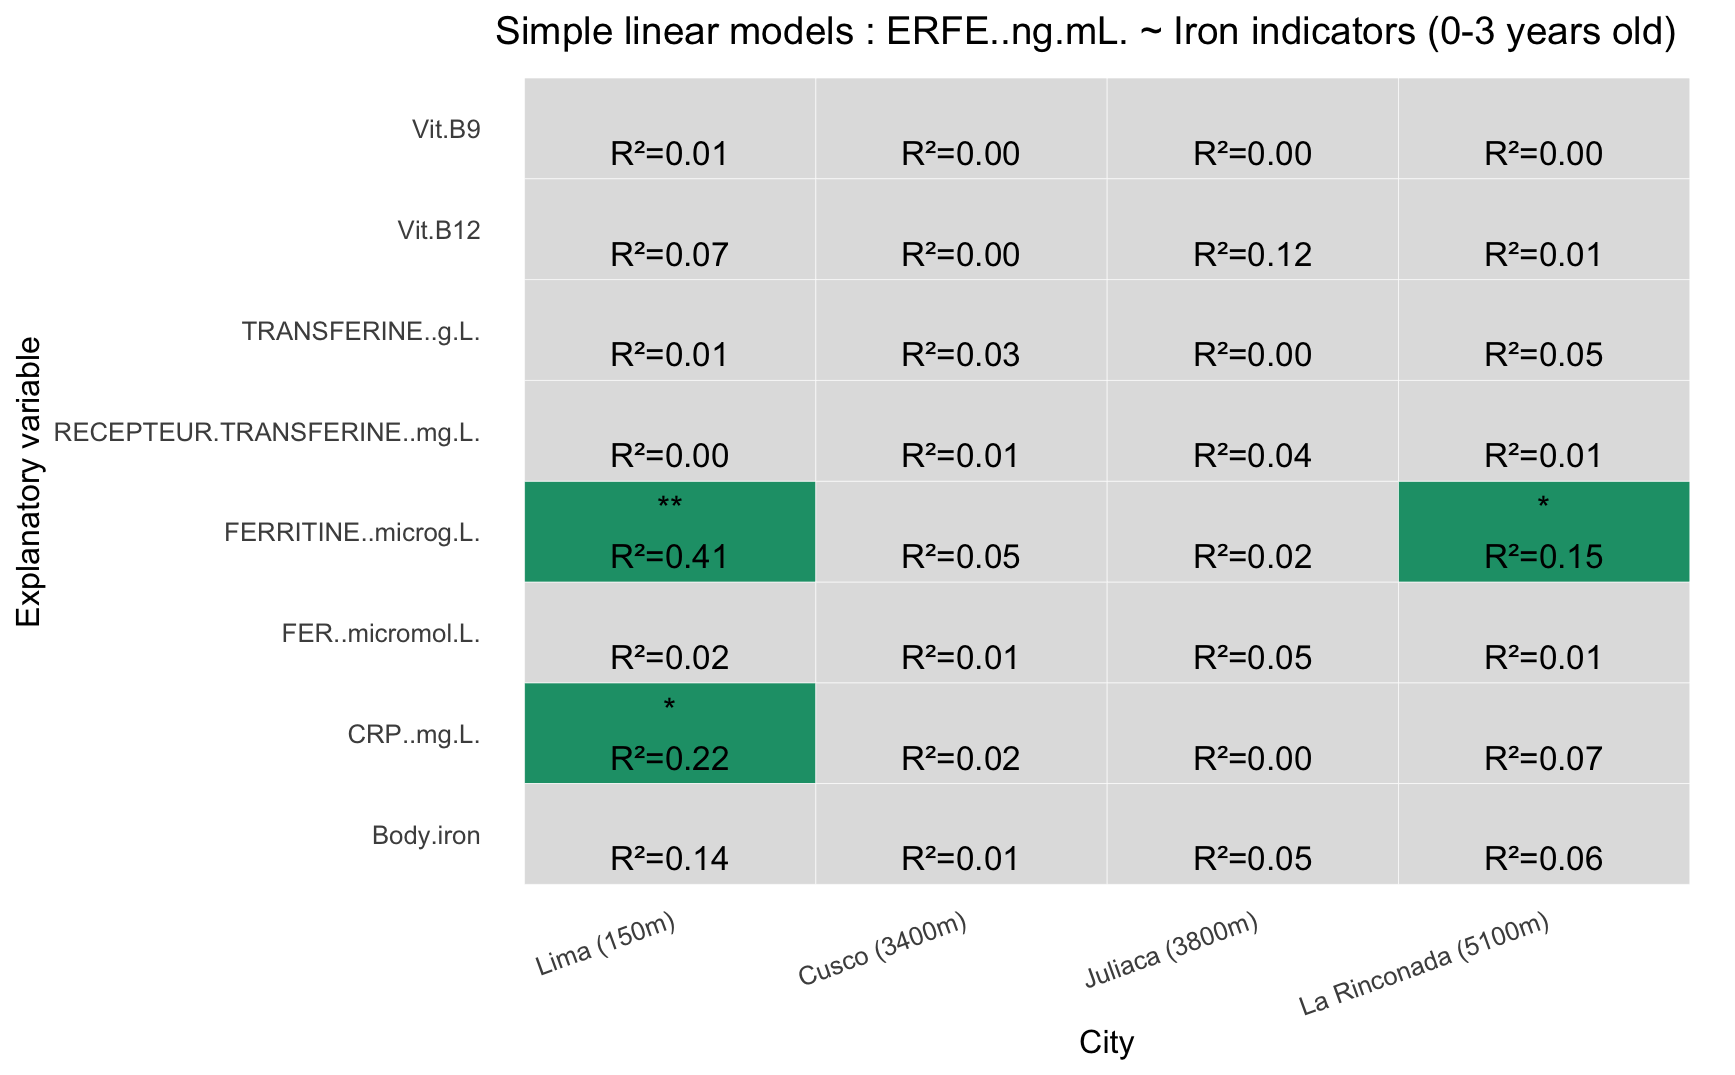 Simple linear models : ERFE..ng.mL. ~ Iron indicators (0-3 years old)
Explanatory variable
Vit.B9 R²=0.01 R²=0.00 R²=0.00 R²=0.00
Vit.B12 R²=0.07 R²=0.00 R²=0.12 R²=0.01
TRANSFERINE..g.L. R²=0.01 R²=0.03 R²=0.00 R²=0.05
RECEPTEUR.TRANSFERINE..mg.L. R²=0.00 R²=0.01 R²=0.04 R²=0.01
** *
FERRITINE..microg.L. R²=0.41 R²=0.05 R²=0.02 R²=0.15
FER..micromol.L. R²=0.02 R²=0.01 R²=0.05 R²=0.01
*
CRP..mg.L. R²=0.22 R²=0.02 R²=0.00 R²=0.07
Body.iron R²=0.14 R²=0.01 R²=0.05 R²=0.06
Lima (150m) Cusco (3400m) Juliaca (3800m) La Rinconada (5100m)
City